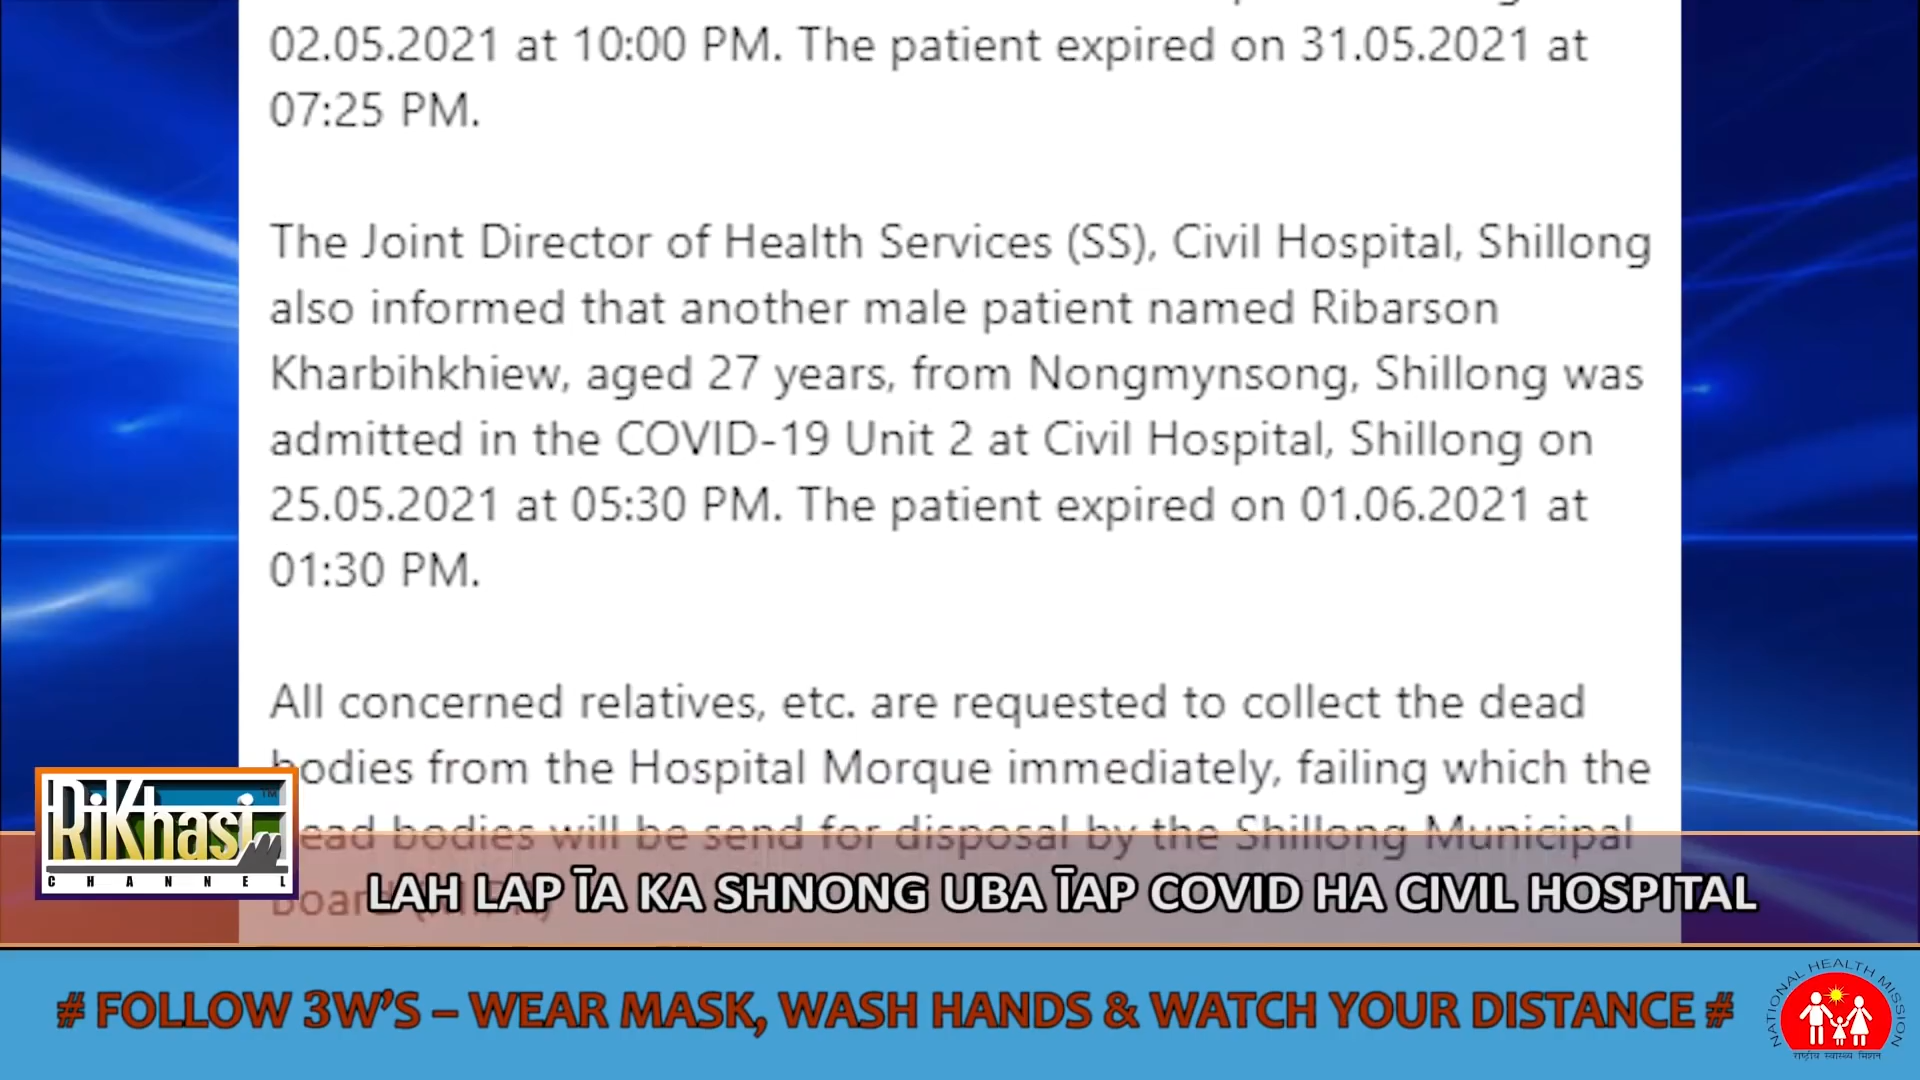 02.05.2021 at 10:00 PM. The patient expired on 31.05.2021 at
07:25 PM.
The Joint Director of Health Services (SS), Civil Hospital, Shillong
also informed that another male patient named Ribarson
Kharbihkhiew, aged 27 years, from Nongmynsong, Shillong was
admitted in the COVID-19 Unit 2 at Civil Hospital, Shillong on
25.05.2021 at 05:30 PM. The patient expired on 01.06.2021 at
01:30 PM.
All concerned relatives, etc. are requested to collect the dead
bodies from the Hospital Morque immediately, failing which the
dead bodies will be send for disposal by the Shillong Municipal
Board
RiKhasi TM
CHANNEL
LAH LAP ĪA KA SHNONG UBA ĪAP COVID HA CIVIL HOSPITAL
# FOLLOW 3W'S – WEAR MASK, WASH HANDS & WATCH YOUR DISTANCE #
NATIONAL HEALTH MISSION
राष्ट्रीय स्वास्थ्य मिशन